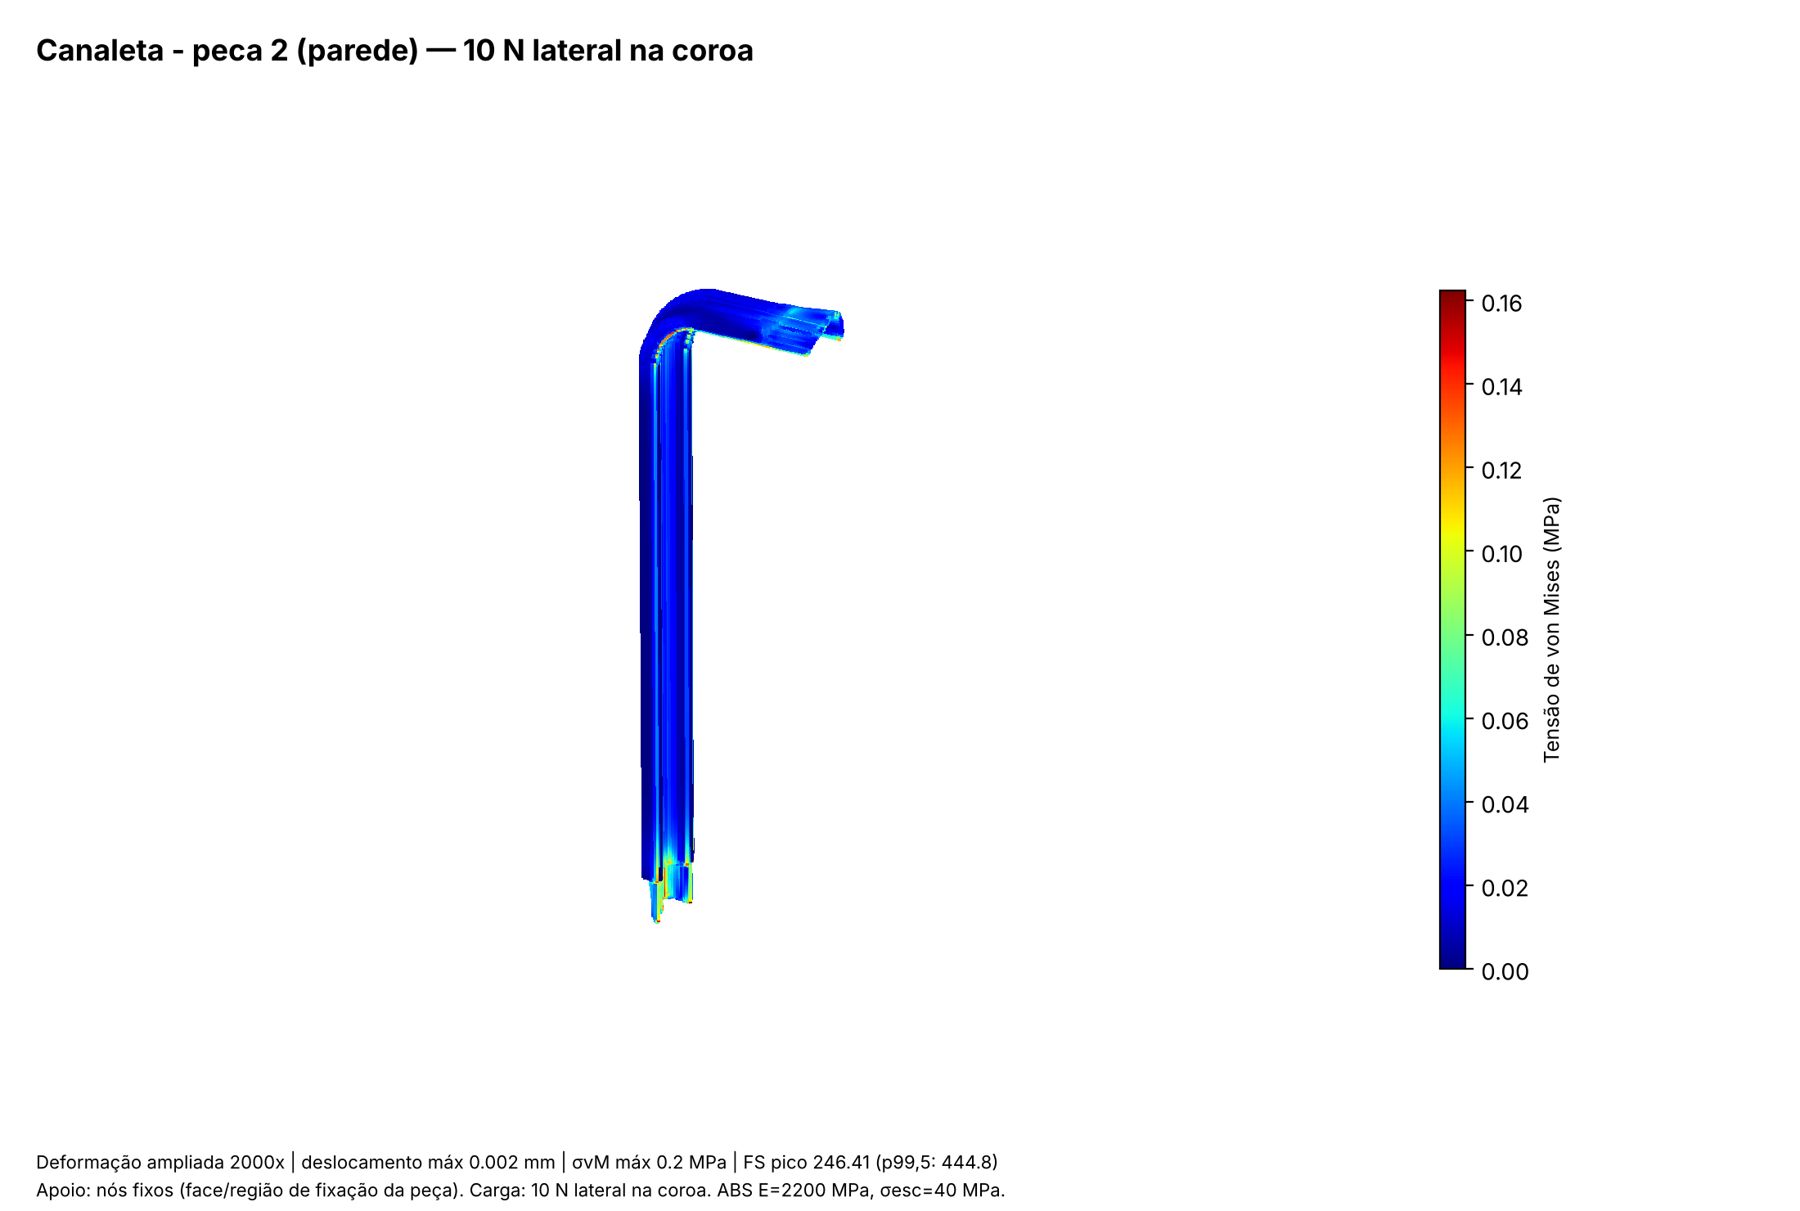 Canaleta - peca 2 (parede) — 10 N lateral na coroa
0.16
0.14
0.12
0.10
0.08
0.06
0.04
0.02
0.00
Tensão de von Mises (MPa)
Deformação ampliada 2000x | deslocamento máx 0.002 mm | σvM máx 0.2 MPa | FS pico 246.41 (p99,5: 444.8)
Apoio: nós fixos (face/região de fixação da peça). Carga: 10 N lateral na coroa. ABS E=2200 MPa, σesc=40 MPa.